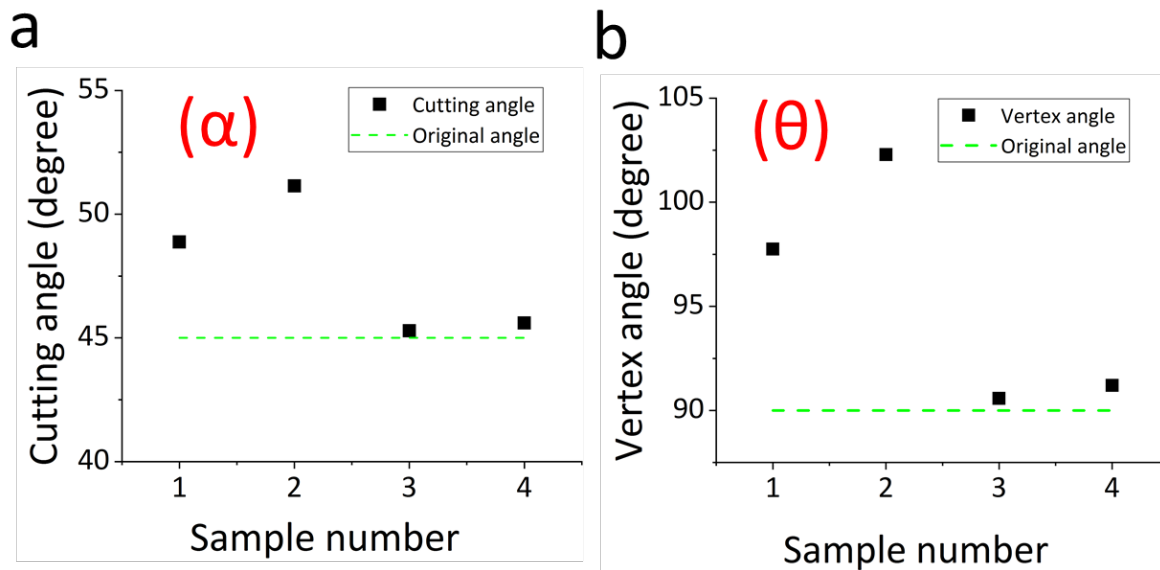 a
(α)
Cutting angle
Original angle
Cutting angle (degree)
55
50
45
40
1 2 3 4
Sample number
b
(θ)
Vertex angle
Original angle
Vertex angle (degree)
105
100
95
90
1 2 3 4
Sample number